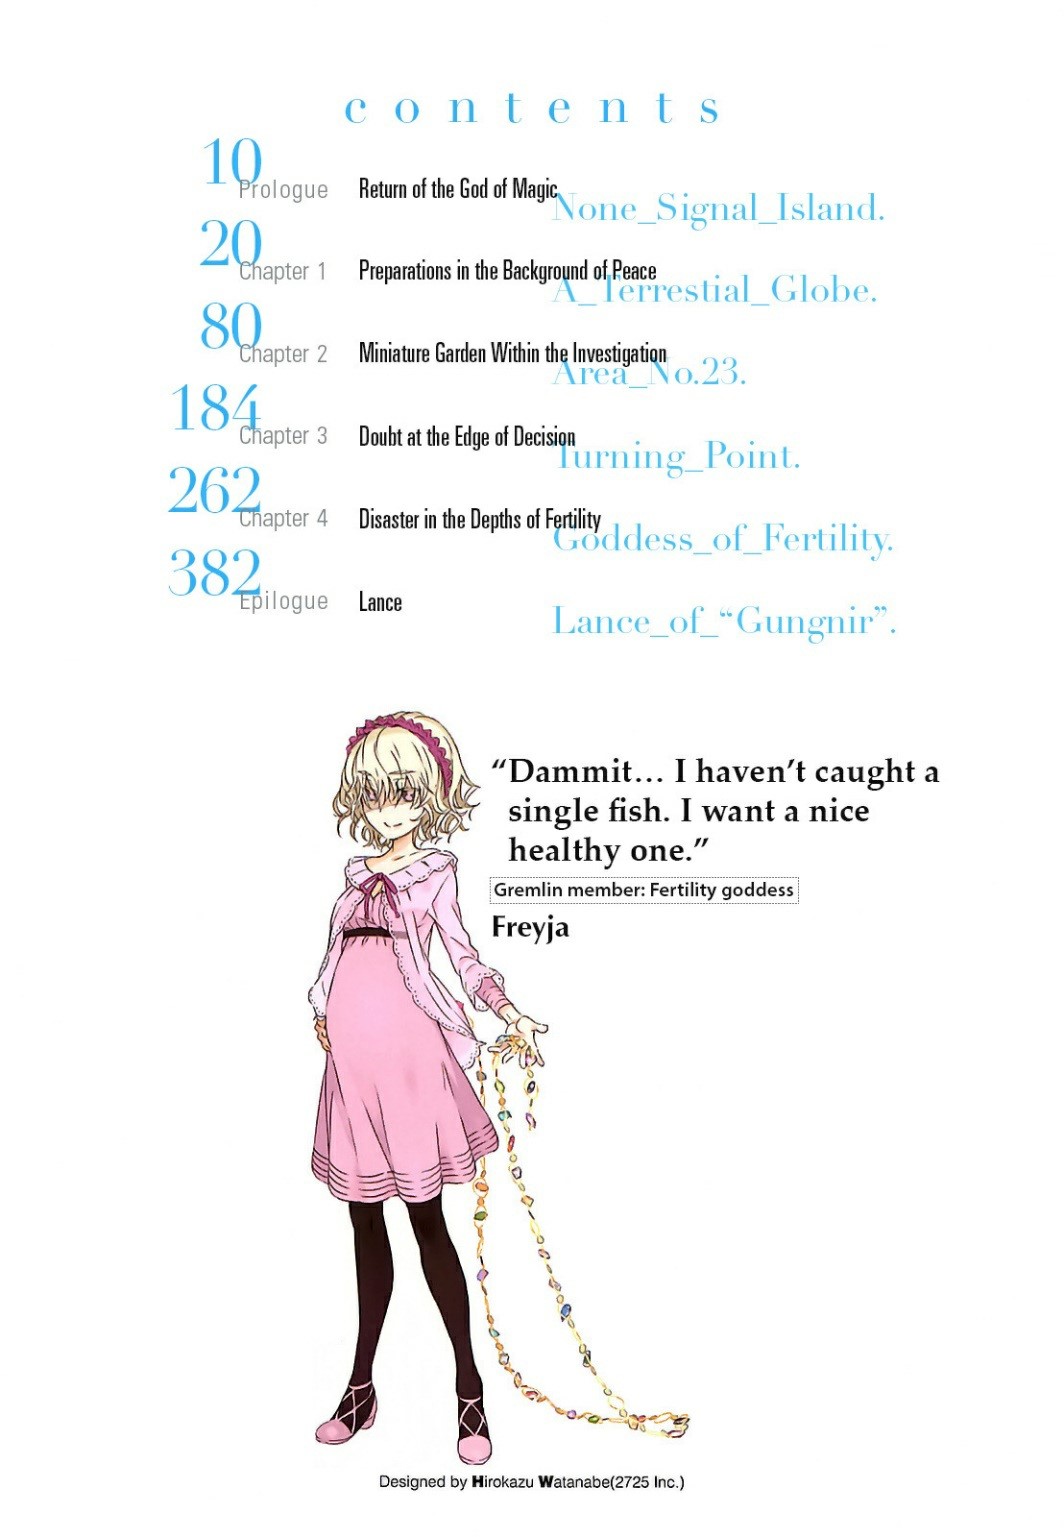 contents
10
Prologue Return of the God of Magic
None_Signal_Island.
20
Chapter 1 Preparations in the Background of Peace
A_Terrestial_Globe.
80
Chapter 2 Miniature Garden Within the Investigation
Area_No.23.
184
Chapter 3 Doubt at the Edge of Decision
Turning_Point.
262
Chapter 4 Disaster in the Depths of Fertility
Goddess_of_Fertility.
382
Epilogue Lance
Lance_of_“Gungnir”.
“Dammit... I haven’t caught a
single fish. I want a nice
healthy one.”
Gremlin member: Fertility goddess
Freyja
Designed by Hirokazu Watanabe(2725 Inc.)